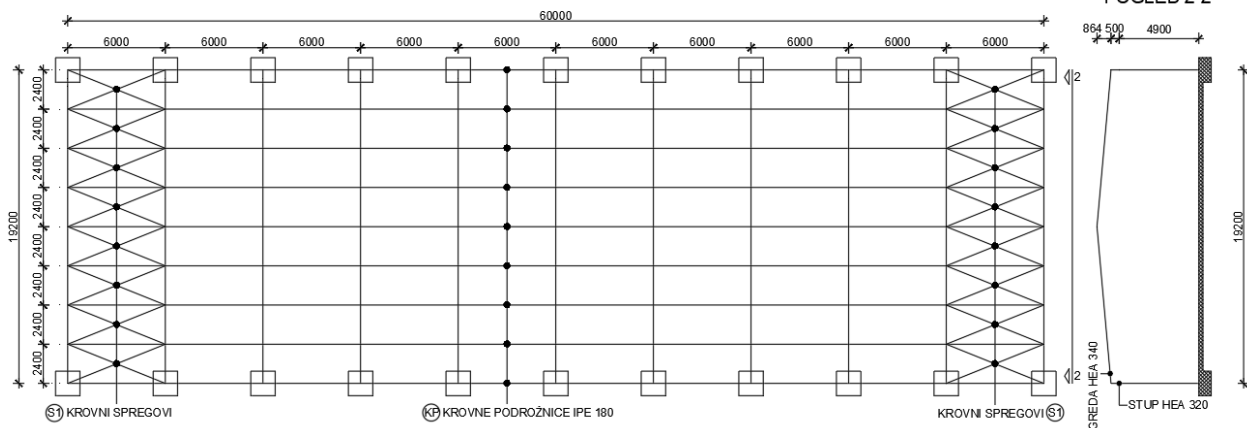 POGLED 2-2
60000
6000 6000 6000 6000 6000 6000 6000 6000 6000 6000
864 500 4900
2
2400
2400
2400
2400
2400
2400
2400
2400
19200
19200
2
GREDA HEA 340
STUP HEA 320
S1 KROVNI SPREGOVI
KP KROVNE PODROŽNICE IPE 180
KROVNI SPREGOVI S1